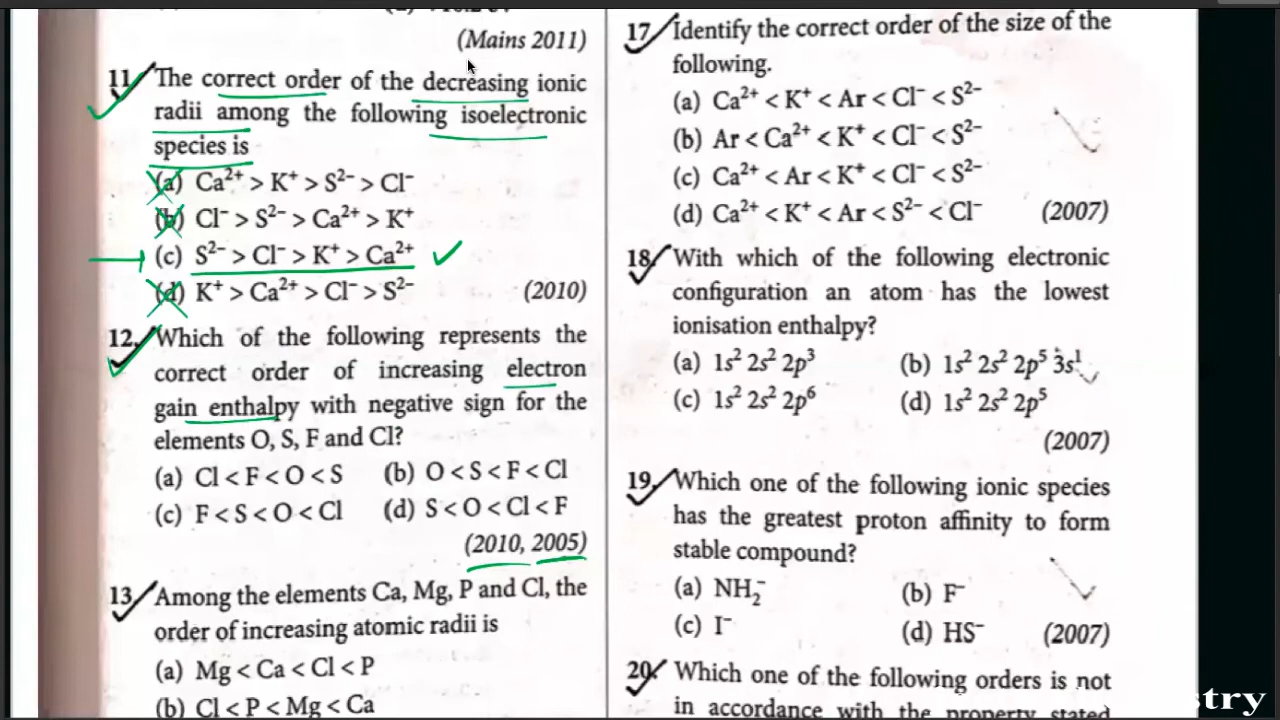 (Mains 2011)
11. The correct order of the decreasing ionic
radii among the following isoelectronic
species is
(a) Ca²⁺ > K⁺ > S²⁻ > Cl⁻
(b) Cl⁻ > S²⁻ > Ca²⁺ > K⁺
(c) S²⁻ > Cl⁻ > K⁺ > Ca²⁺
(d) K⁺ > Ca²⁺ > Cl⁻ > S²⁻ (2010)
12. Which of the following represents the
correct order of increasing electron
gain enthalpy with negative sign for the
elements O, S, F and Cl?
(a) Cl < F < O < S (b) O < S < F < Cl
(c) F < S < O < Cl (d) S < O < Cl < F
(2010, 2005)
13. Among the elements Ca, Mg, P and Cl, the
order of increasing atomic radii is
(a) Mg < Ca < Cl < P
(b) Cl < P < Mg < Ca
17. Identify the correct order of the size of the
following.
(a) Ca²⁺ < K⁺ < Ar < Cl⁻ < S²⁻
(b) Ar < Ca²⁺ < K⁺ < Cl⁻ < S²⁻
(c) Ca²⁺ < Ar < K⁺ < Cl⁻ < S²⁻
(d) Ca²⁺ < K⁺ < Ar < S²⁻ < Cl⁻ (2007)
18. With which of the following electronic
configuration an atom has the lowest
ionisation enthalpy?
(a) 1s² 2s² 2p³ (b) 1s² 2s² 2p⁵ 3s¹
(c) 1s² 2s² 2p⁶ (d) 1s² 2s² 2p⁵
(2007)
19. Which one of the following ionic species
has the greatest proton affinity to form
stable compound?
(a) NH₂⁻ (b) F⁻
(c) I⁻ (d) HS⁻ (2007)
20. Which one of the following orders is not
in accordance with the property stated
stry